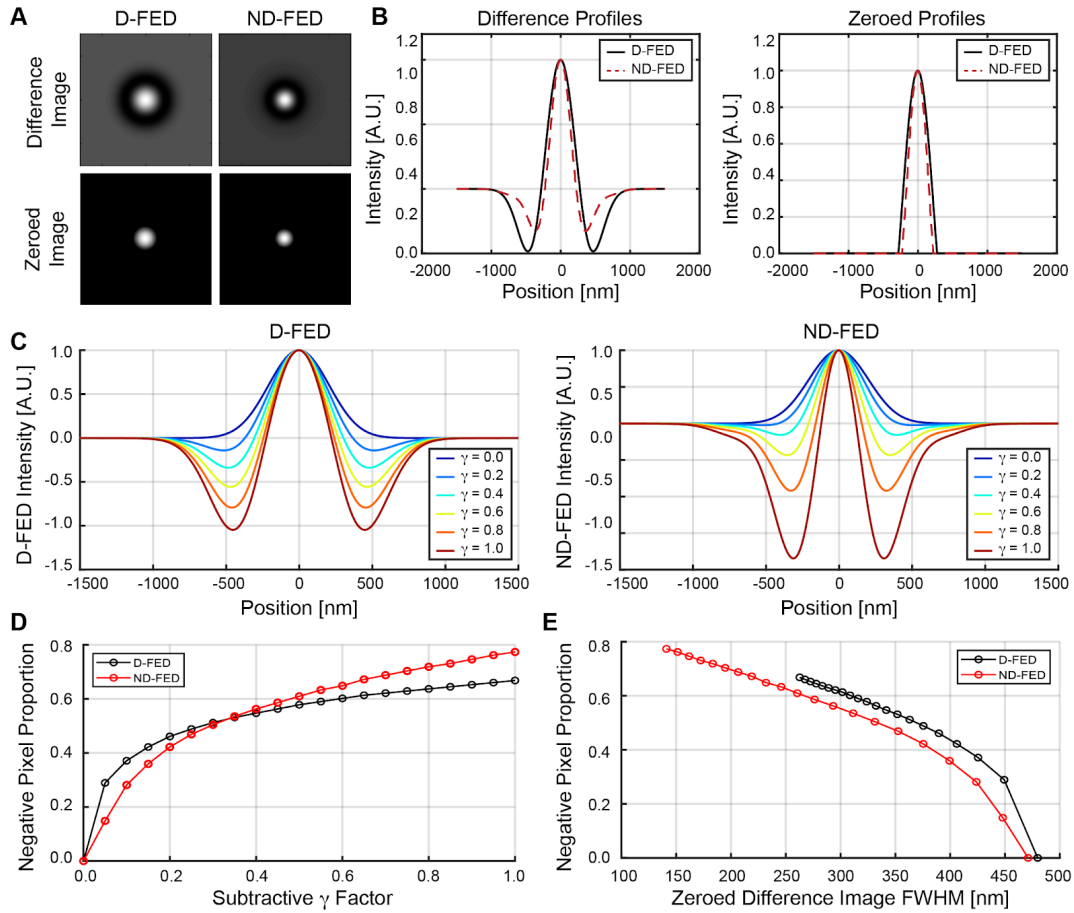 A
D-FED
ND-FED
Difference
Image
Zeroed
Image
B
Difference Profiles
Intensity [A.U.]
1.2
1.0
0.8
0.6
0.4
0.2
0.0
-2000 -1000 0 1000 2000
Position [nm]
D-FED
ND-FED
Zeroed Profiles
Intensity [A.U.]
1.2
1.0
0.8
0.6
0.4
0.2
0.0
-2000 -1000 0 1000 2000
Position [nm]
D-FED
ND-FED
C
D-FED
D-FED Intensity [A.U.]
1.0
0.5
0.0
-0.5
-1.0
-1.5
-1500 -1000 -500 0 500 1000 1500
Position [nm]
γ = 0.0
γ = 0.2
γ = 0.4
γ = 0.6
γ = 0.8
γ = 1.0
ND-FED
ND-FED Intensity [A.U.]
1.0
0.5
0.0
-0.5
-1.0
-1.5
-1500 -1000 -500 0 500 1000 1500
Position [nm]
γ = 0.0
γ = 0.2
γ = 0.4
γ = 0.6
γ = 0.8
γ = 1.0
D
Negative Pixel Proportion
0.8
0.6
0.4
0.2
0.0
0.0 0.2 0.4 0.6 0.8 1.0
Subtractive γ Factor
D-FED
ND-FED
E
Negative Pixel Proportion
0.8
0.6
0.4
0.2
0.0
100 150 200 250 300 350 400 450 500
Zeroed Difference Image FWHM [nm]
D-FED
ND-FED